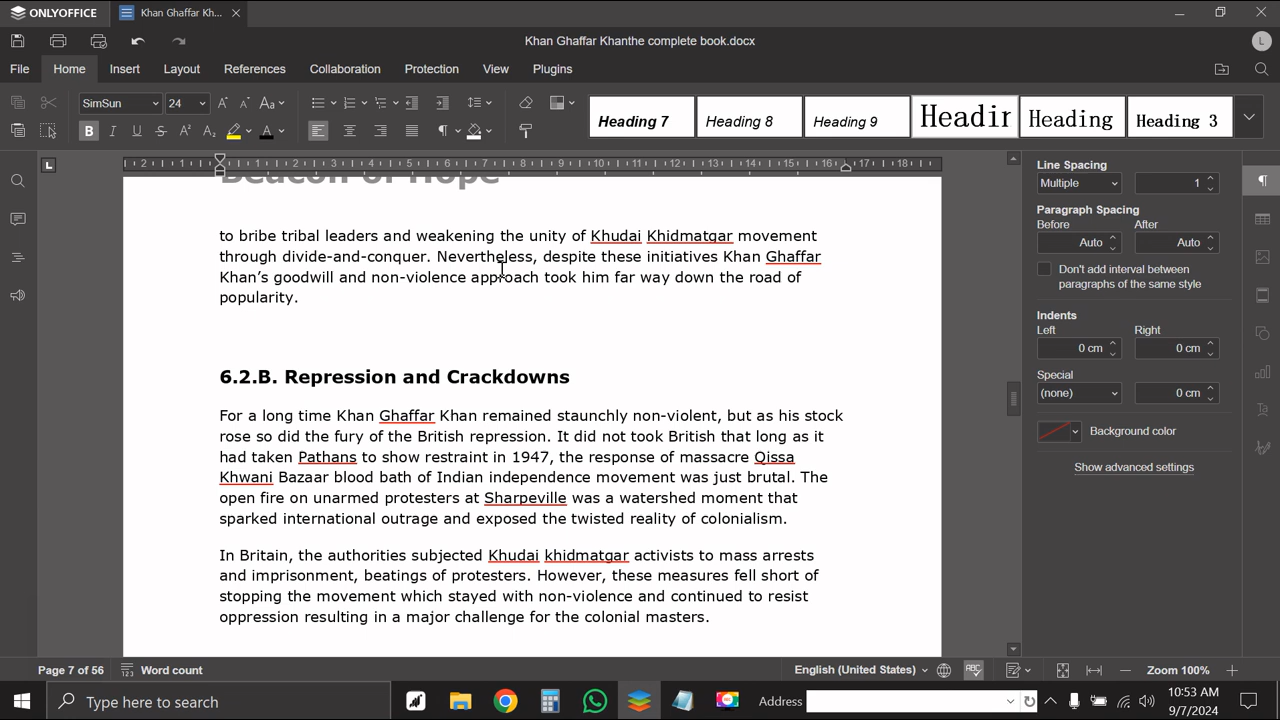 ONLYOFFICE
Khan Ghaffar Kh...
Khan Ghaffar Khanthe complete book.docx
L
File Home Insert Layout References Collaboration Protection View Plugins
SimSun 24
Heading 7 Heading 8 Heading 9 Headir Heading Heading 3
Beacon of Hope
to bribe tribal leaders and weakening the unity of Khudai Khidmatgar movement
through divide-and-conquer. Nevertheless, despite these initiatives Khan Ghaffar
Khan's goodwill and non-violence approach took him far way down the road of
popularity.
6.2.B. Repression and Crackdowns
For a long time Khan Ghaffar Khan remained staunchly non-violent, but as his stock
rose so did the fury of the British repression. It did not took British that long as it
had taken Pathans to show restraint in 1947, the response of massacre Qissa
Khwani Bazaar blood bath of Indian independence movement was just brutal. The
open fire on unarmed protesters at Sharpeville was a watershed moment that
sparked international outrage and exposed the twisted reality of colonialism.
In Britain, the authorities subjected Khudai khidmatgar activists to mass arrests
and imprisonment, beatings of protesters. However, these measures fell short of
stopping the movement which stayed with non-violence and continued to resist
oppression resulting in a major challenge for the colonial masters.
Line Spacing
Multiple 1
Paragraph Spacing
Before After
Auto Auto
Don't add interval between
paragraphs of the same style
Indents
Left Right
0 cm 0 cm
Special
(none) 0 cm
Background color
Show advanced settings
Page 7 of 56 Word count English (United States) Zoom 100%
Type here to search
Address
10:53 AM
9/7/2024